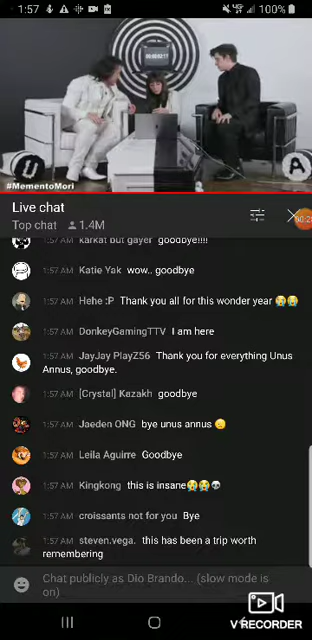 1:57
100%
00:02:17
U
A
#MementoMori
Live chat
Top chat 1.4M
1:57 AM karkat but gayer goodbye!!!!
1:57 AM Katie Yak wow.. goodbye
1:57 AM Hehe :P Thank you all for this wonder year 😭😭
1:57 AM DonkeyGamingTTV I am here
1:57 AM JayJay PlayZ56 Thank you for everything Unus
Annus, goodbye.
1:57 AM [Crystal] Kazakh goodbye
1:57 AM Jaeden ONG bye unus annus 😞
1:57 AM Leila Aguirre Goodbye
1:57 AM Kingkong this is insane😭😭💀
1:57 AM croissants not for you Bye
1:57 AM steven.vega. this has been a trip worth
remembering
Chat publicly as Dio Brando... (slow mode is
on)
V RECORDER